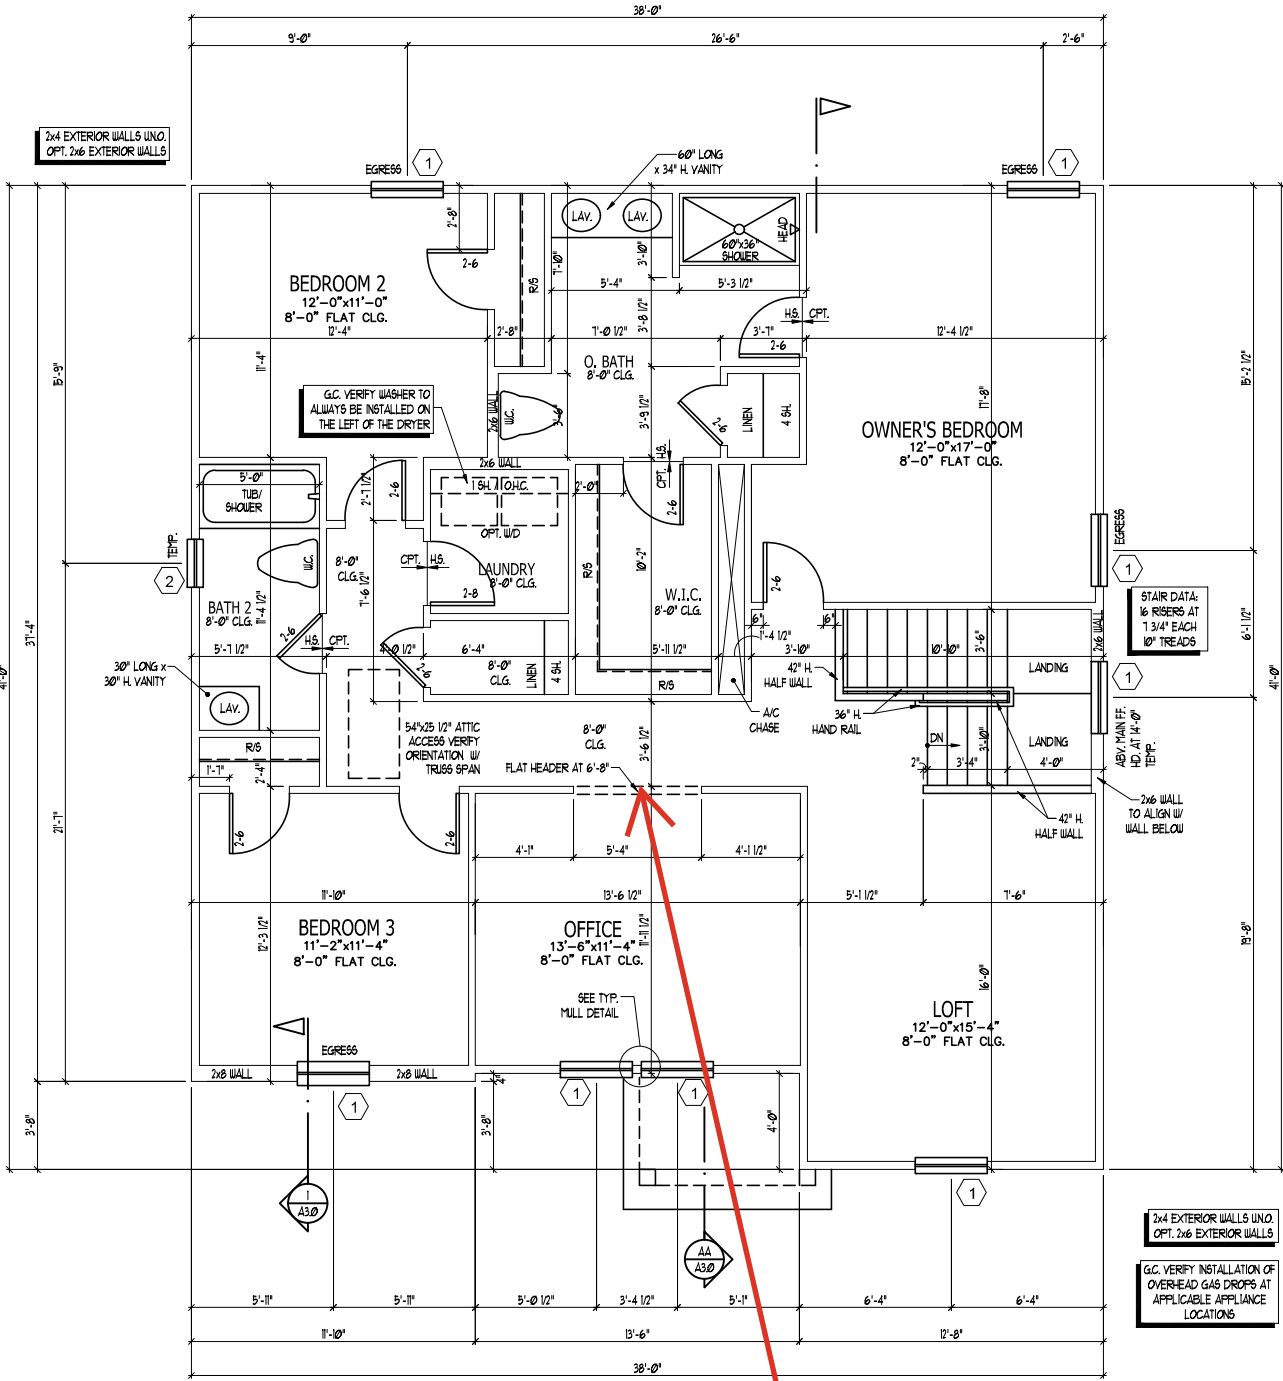 38'-0"
9'-0"
26'-6"
2'-6"
2x4 EXTERIOR WALLS U.N.O.
OPT. 2x6 EXTERIOR WALLS
EGRESS
1
60" LONG
x 34" H. VANITY
EGRESS
1
LAV.
LAV.
HEAD
60"x36"
SHOWER
2'-8"
2-6
R/S
7'-10"
3'-10"
5'-4"
5'-3 1/2"
BEDROOM 2
12'-0"x11'-0"
8'-0" FLAT CLG.
12'-4"
2'-8"
7'-0 1/2"
3'-8 1/2"
3'-7"
H.S.
CPT.
2-6
12'-4 1/2"
11'-4"
O. BATH
8'-0" CLG.
15'-9"
15'-2 1/2"
G.C. VERIFY WASHER TO
ALWAYS BE INSTALLED ON
THE LEFT OF THE DRYER
2x6 WALL
W.C.
3'-6"
3'-9 1/2"
2-6
LINEN
4 SH.
17'-8"
OWNER'S BEDROOM
12'-0"x17'-0"
8'-0" FLAT CLG.
2x6 WALL
H.S.
CPT.
5'-0"
TUB/
SHOWER
2'-7 1/2"
2-6
1 SH. / O.H.C.
2'-0"
OPT. W/D
2-6
TEMP.
2
W.C.
8'-0"
CLG.
7'-6 1/2"
CPT.
H.S.
LAUNDRY
8'-0" CLG.
2-8
R/S
10'-2"
W.I.C.
8'-0" CLG.
2-6
EGRESS
1
STAIR DATA:
16 RISERS AT
7 3/4" EACH
10" TREADS
BATH 2
8'-0" CLG.
11'-4 1/2"
2-6
H.S.
CPT.
6"
6"
1'-4 1/2"
3'-6"
2x6 WALL
6'-1 1/2"
37'-4"
41'-0"
5'-7 1/2"
4'-0 1/2"
2-6
6'-4"
8'-0"
CLG.
LINEN
4 SH.
5'-11 1/2"
R/S
3'-10"
10'-10"
42" H.
HALF WALL
LANDING
1
41'-0"
30" LONG x
30" H. VANITY
LAV.
A/C
CHASE
36" H.
HAND RAIL
54"x25 1/2" ATTIC
ACCESS VERIFY
ORIENTATION W/
TRUSS SPAN
8'-0"
CLG.
3'-6 1/2"
DN
3'-10"
LANDING
ABV. MAIN F.F.
HD. AT 14'-0"
TEMP.
R/S
1'-7"
2'-4"
FLAT HEADER AT 6'-8"
2"
3'-4"
4'-0"
2x6 WALL
TO ALIGN W/
WALL BELOW
42" H.
HALF WALL
2-6
2-6
21'-7"
4'-1"
5'-4"
4'-1 1/2"
11'-10"
13'-6 1/2"
5'-1 1/2"
7'-6"
BEDROOM 3
11'-2"x11'-4"
8'-0" FLAT CLG.
12'-3 1/2"
OFFICE
13'-6"x11'-4"
8'-0" FLAT CLG.
11'-11 1/2"
19'-8"
SEE TYP.
MULL DETAIL
16'-0"
LOFT
12'-0"x15'-4"
8'-0" FLAT CLG.
EGRESS
2x8 WALL
2x8 WALL
4"
1
1
1
3'-8"
3'-8"
4'-0"
1
A3.0
1
2x4 EXTERIOR WALLS U.N.O.
OPT. 2x6 EXTERIOR WALLS
AA
A3.0
G.C. VERIFY INSTALLATION OF
OVERHEAD GAS DROPS AT
APPLICABLE APPLIANCE
LOCATIONS
5'-11"
5'-11"
5'-0 1/2"
3'-4 1/2"
5'-1"
6'-4"
6'-4"
11'-10"
13'-6"
12'-8"
38'-0"